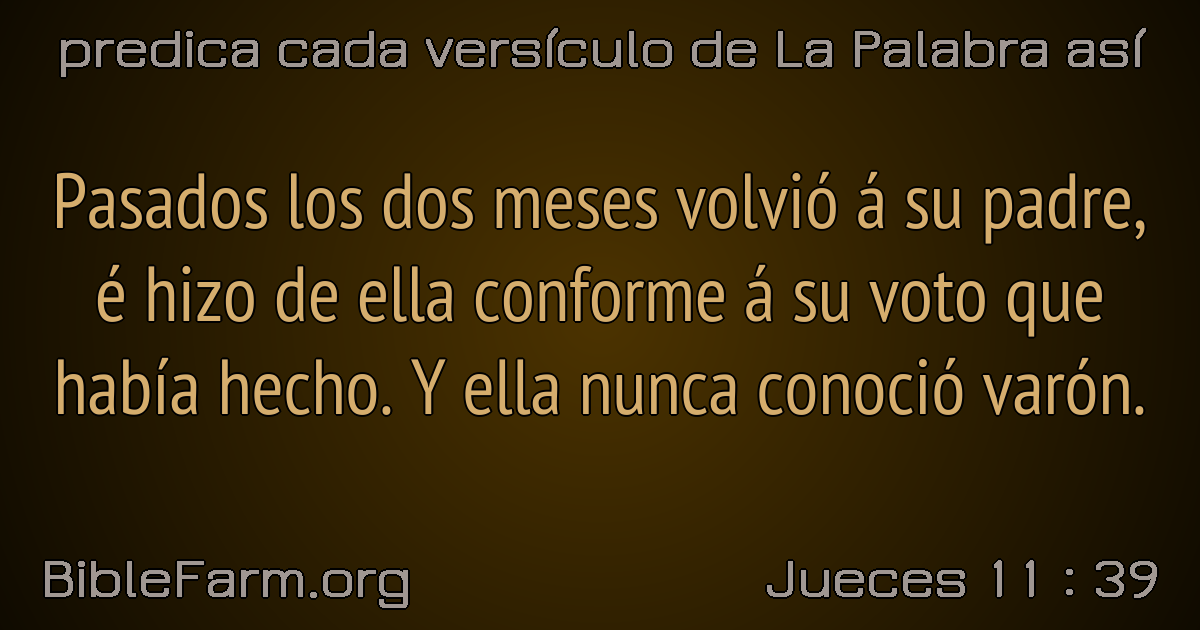 predica cada versículo de La Palabra así
Pasados los dos meses volvió á su padre,
é hizo de ella conforme á su voto que
había hecho. Y ella nunca conoció varón.
BibleFarm.org
Jueces 11 : 39